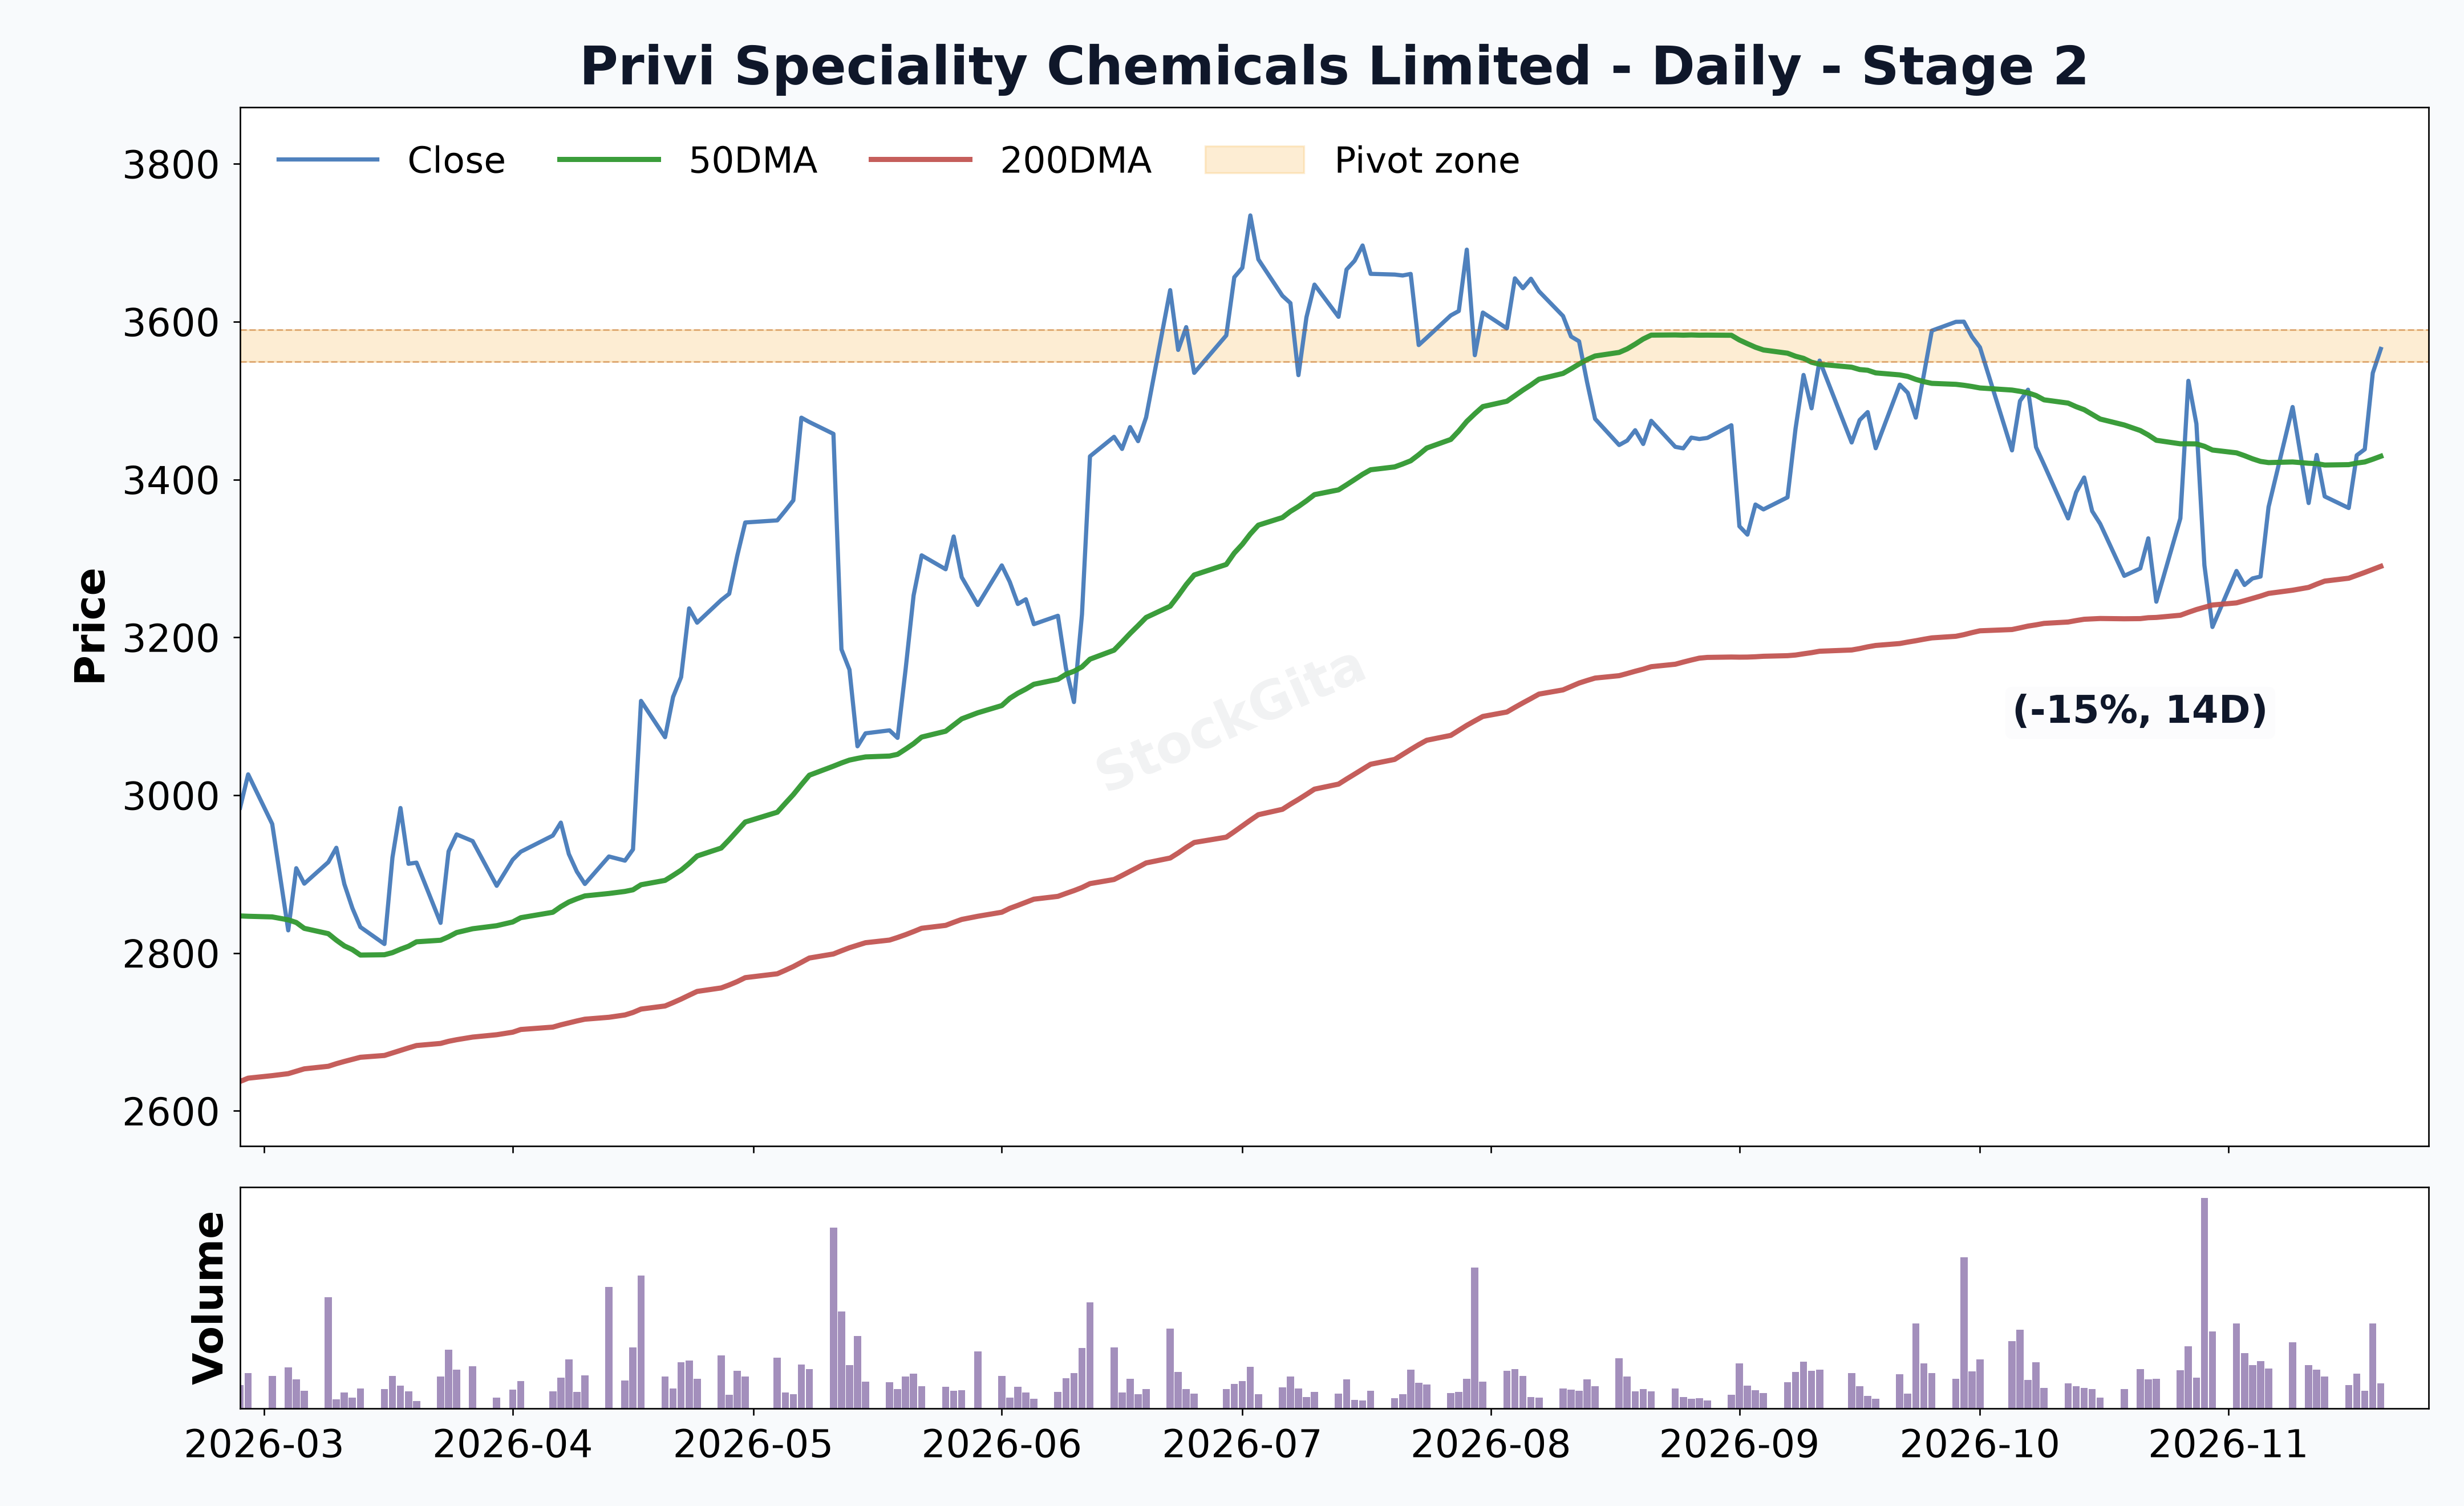 Privi Speciality Chemicals Limited - Daily - Stage 2
Close 50DMA 200DMA Pivot zone
3800
3600
3400
3200
3000
2800
2600
Price
StockGita
(-15%, 14D)
Volume
2026-03 2026-04 2026-05 2026-06 2026-07 2026-08 2026-09 2026-10 2026-11